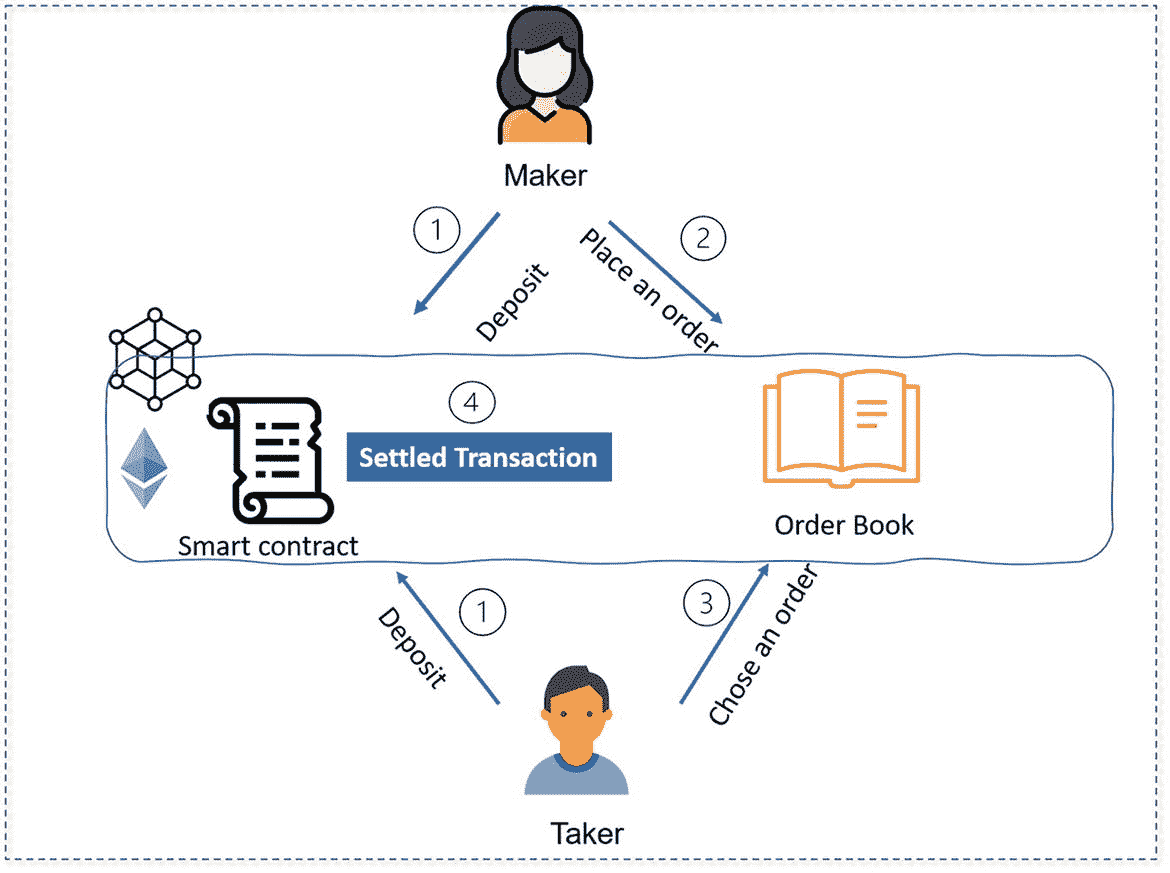 Maker
1
2
Deposit
Place an order
4
Settled Transaction
Smart contract
Order Book
1
3
Deposit
Chose an order
Taker